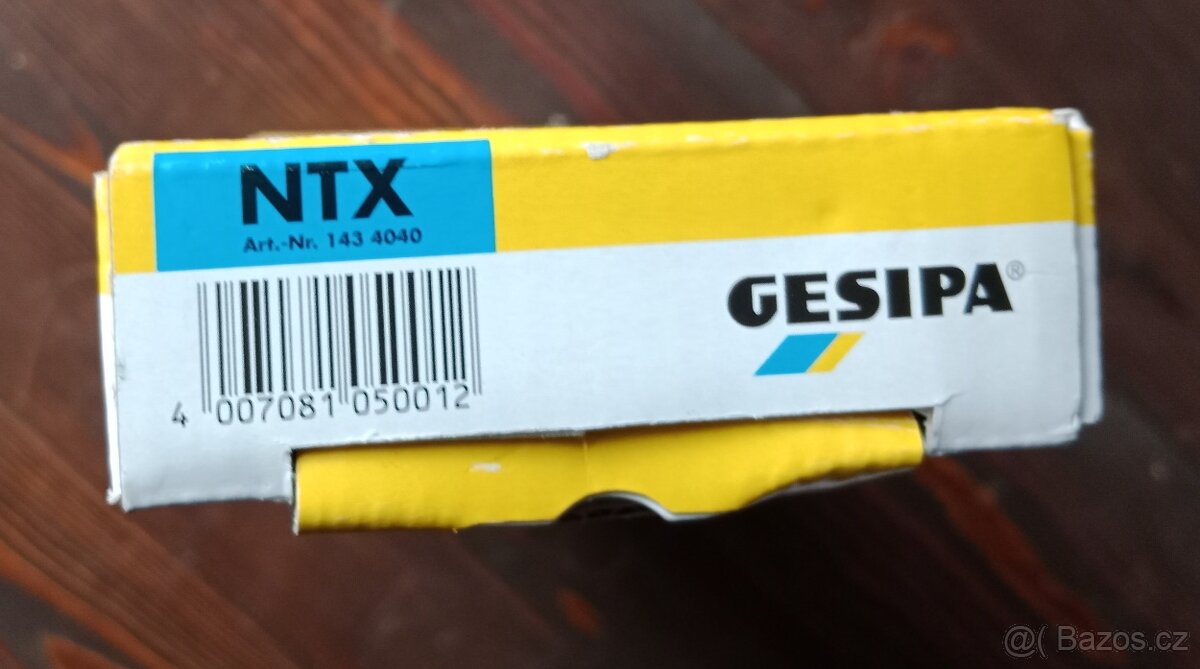 NTX
Art.-Nr. 143 4040
GESIPA®
4 007081 050012
@( Bazos.cz